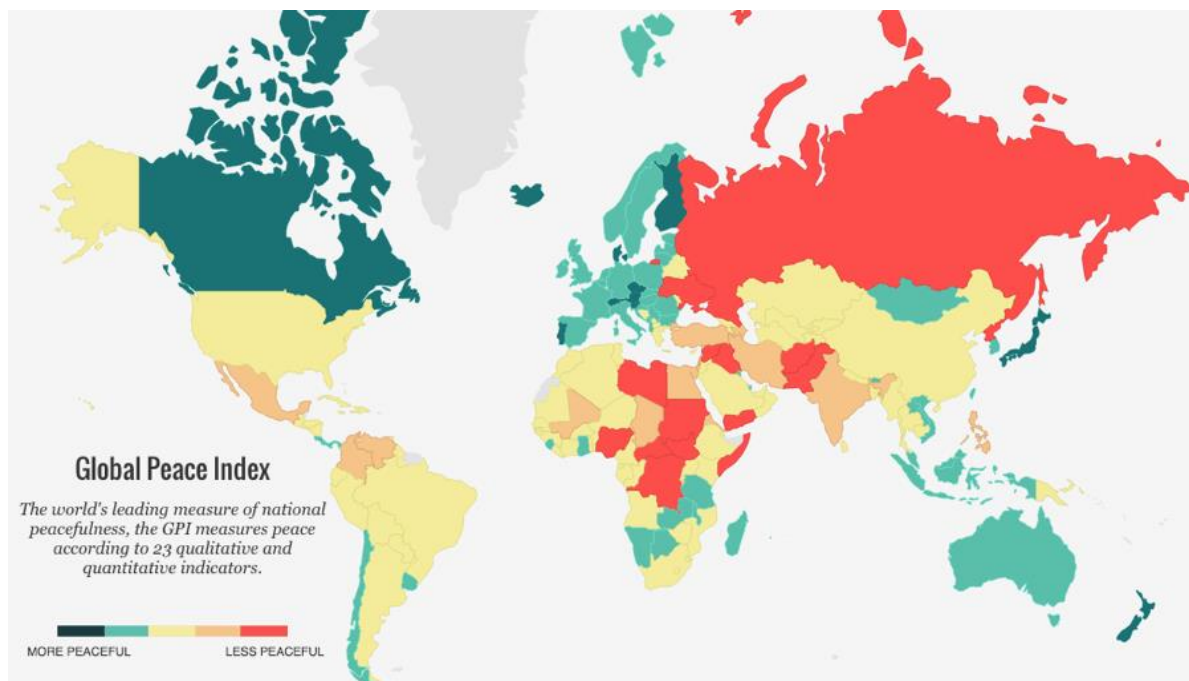 Global Peace Index
The world's leading measure of national
peacefulness, the GPI measures peace
according to 23 qualitative and
quantitative indicators.
MORE PEACEFUL LESS PEACEFUL